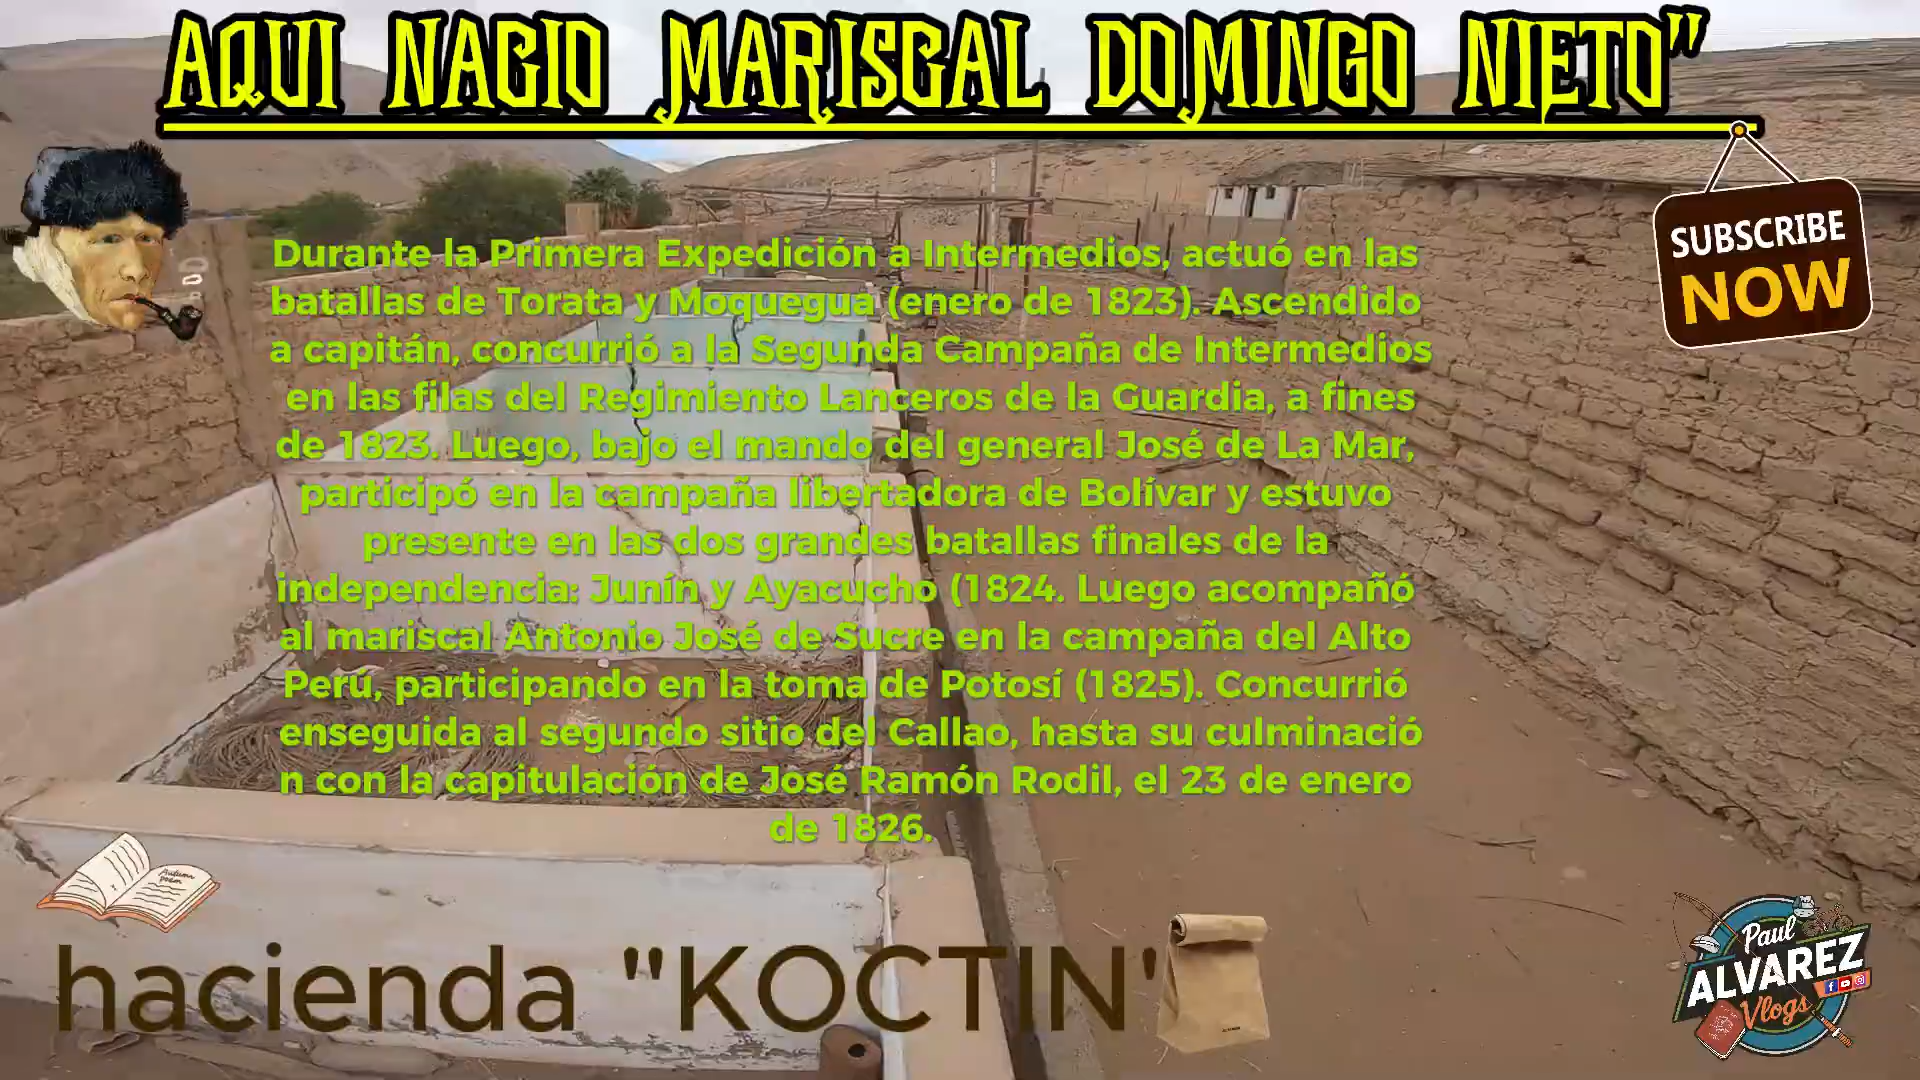 AQUI NACIO MARISCAL DOMINGO NIETO"
SUBSCRIBE
NOW
Durante la Primera Expedición a Intermedios, actuó en las
batallas de Torata y Moquegua (enero de 1823). Ascendido
a capitán, concurrió a la Segunda Campaña de Intermedios
en las filas del Regimiento Lanceros de la Guardia, a fines
de 1823. Luego, bajo el mando del general José de La Mar,
participó en la campaña libertadora de Bolívar y estuvo
presente en las dos grandes batallas finales de la
independencia: Junín y Ayacucho (1824. Luego acompañó
al mariscal Antonio José de Sucre en la campaña del Alto
Perú, participando en la toma de Potosí (1825). Concurrió
enseguida al segundo sitio del Callao, hasta su culminació
n con la capitulación de José Ramón Rodil, el 23 de enero
de 1826.
Autumn
poem
hacienda "KOCTIN'
Paul
ALVAREZ
Vlogs